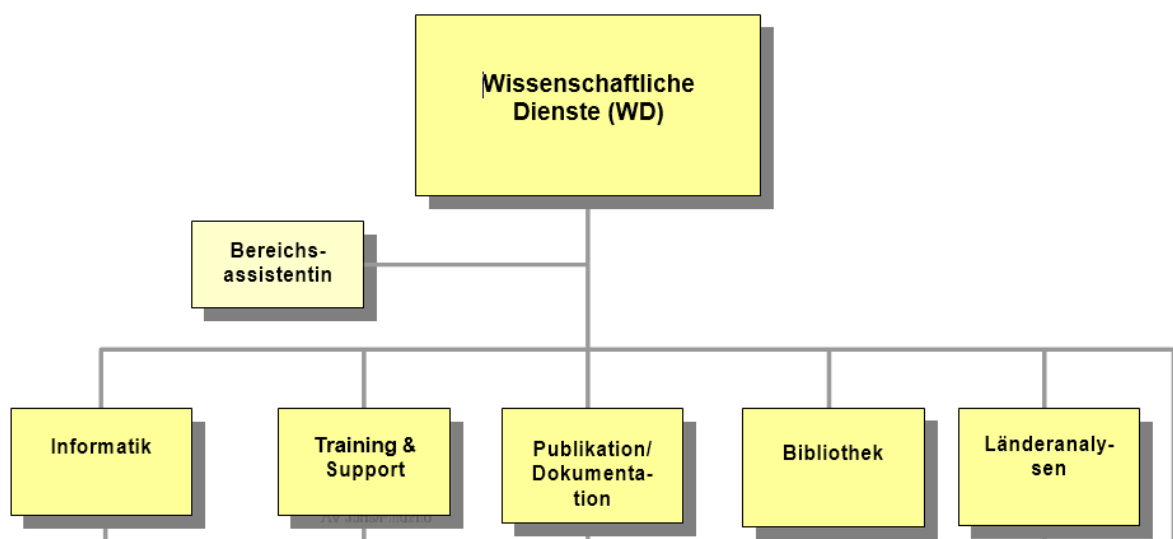 Wissenschaftliche
Dienste (WD)
Bereichs-
assistentin
Informatik
Training &
Support
Publikation/
Dokumenta-
tion
Bibliothek
Länderanaly-
sen